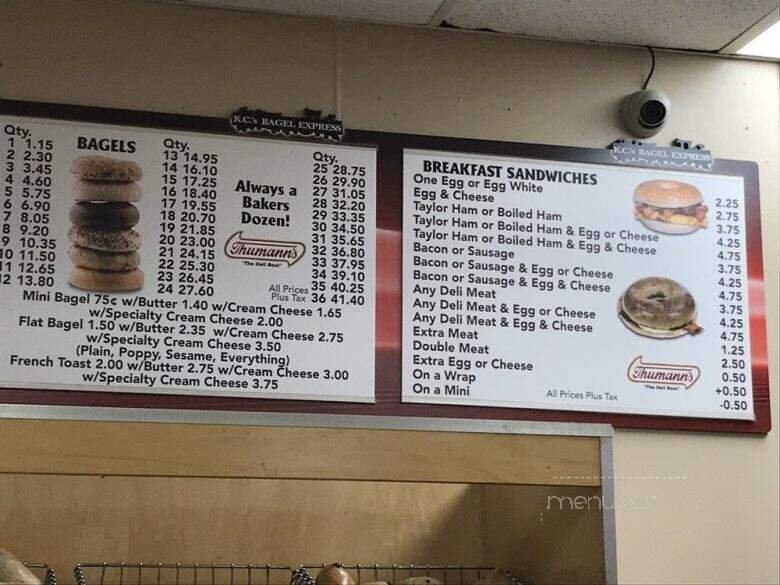 K.C.'s BAGEL EXPRESS
BAGELS
Qty.
1 1.15
2 2.30
3 3.45
4 4.60
5 5.75
6 6.90
7 8.05
8 9.20
9 10.35
10 11.50
11 12.65
12 13.80
Qty.
13 14.95
14 16.10
15 17.25
16 18.40
17 19.55
18 20.70
19 21.85
20 23.00
21 24.15
22 25.30
23 26.45
24 27.60
Always a
Bakers
Dozen!
Thumann's
"The Deli Best"
All Prices
Plus Tax
Qty.
25 28.75
26 29.90
27 31.05
28 32.20
29 33.35
30 34.50
31 35.65
32 36.80
33 37.95
34 39.10
35 40.25
36 41.40
Mini Bagel 75¢ w/Butter 1.40 w/Cream Cheese 1.65
w/Specialty Cream Cheese 2.00
Flat Bagel 1.50 w/Butter 2.35 w/Cream Cheese 2.75
w/Specialty Cream Cheese 3.50
(Plain, Poppy, Sesame, Everything)
French Toast 2.00 w/Butter 2.75 w/Cream Cheese 3.00
w/Specialty Cream Cheese 3.75
K.C.'s BAGEL EXPRESS
BREAKFAST SANDWICHES
One Egg or Egg White 2.25
Egg & Cheese 2.75
Taylor Ham or Boiled Ham 3.75
Taylor Ham or Boiled Ham & Egg or Cheese 4.25
Taylor Ham or Boiled Ham & Egg & Cheese 4.75
Bacon or Sausage 3.75
Bacon or Sausage & Egg or Cheese 4.25
Bacon or Sausage & Egg & Cheese 4.75
Any Deli Meat 3.75
Any Deli Meat & Egg or Cheese 4.25
Any Deli Meat & Egg & Cheese 4.75
Extra Meat 1.25
Double Meat 2.50
Extra Egg or Cheese 0.50
On a Wrap +0.50
On a Mini -0.50
Thumann's
"The Deli Best"
All Prices Plus Tax